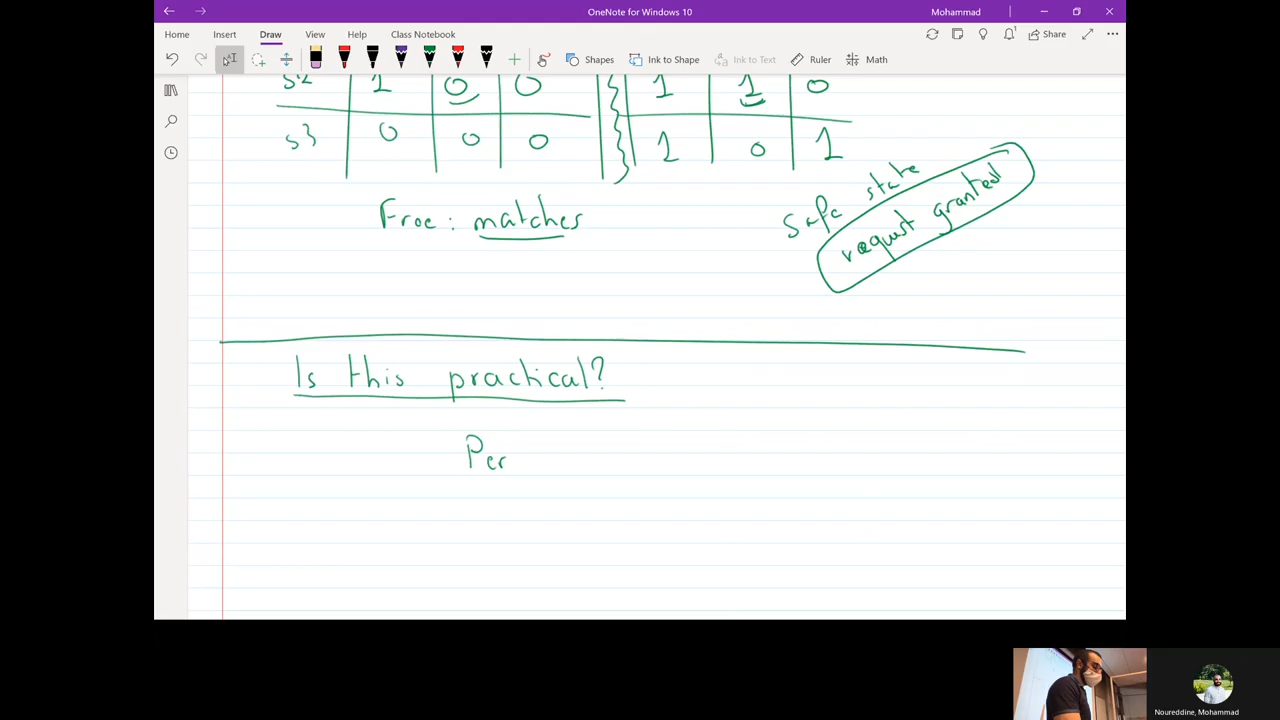 OneNote for Windows 10
Mohammad
Home Insert Draw View Help Class Notebook
Share
Shapes Ink to Shape Ink to Text Ruler Math
s2 1 0 0 1 1 0
s3 0 0 0 1 0 1
Free: matches
safe state
request granted
Is this practical?
Per
Noureddine, Mohammad